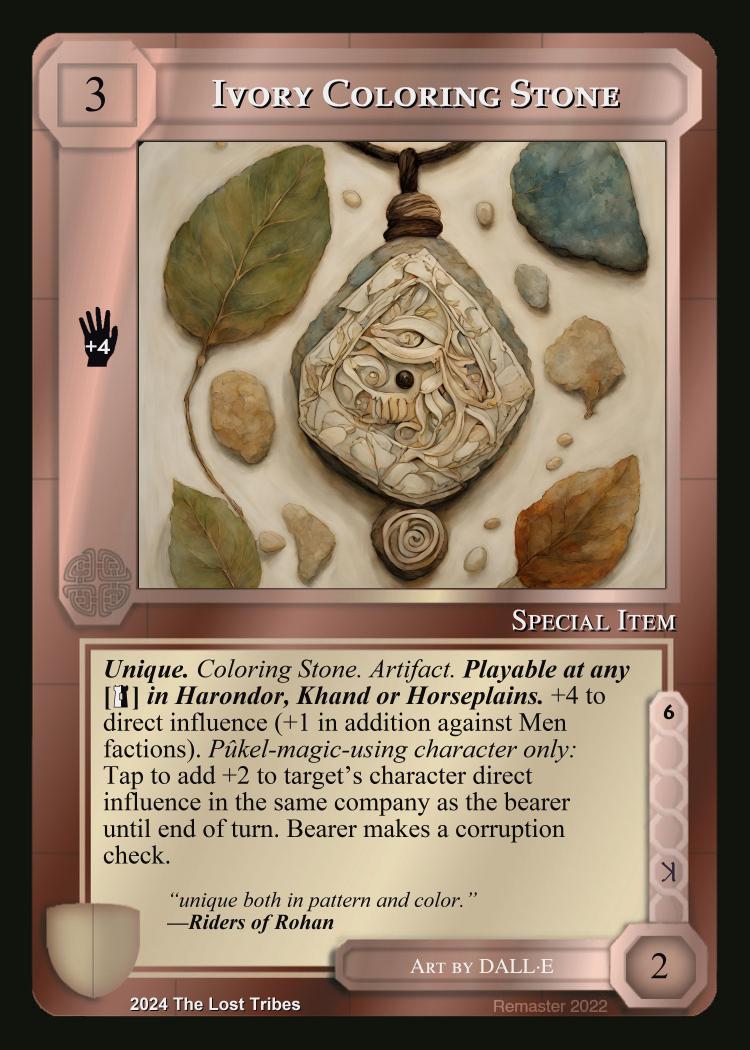 3
Ivory Coloring Stone
+4
Special Item
Unique. Coloring Stone. Artifact. Playable at any
[] in Harondor, Khand or Horseplains. +4 to
direct influence (+1 in addition against Men
factions). Pûkel-magic-using character only:
Tap to add +2 to target's character direct
influence in the same company as the bearer
until end of turn. Bearer makes a corruption
check.
6
“unique both in pattern and color.”
—Riders of Rohan
Art by DALL·E
2
2024 The Lost Tribes
Remaster 2022